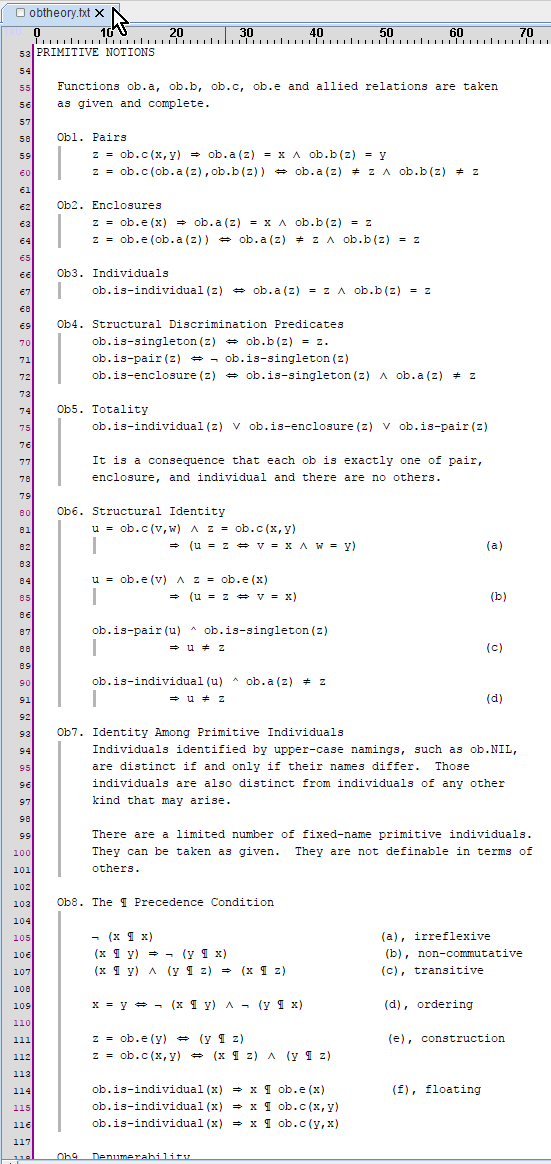 obtheory.txt ✕
0 10 20 30 40 50 60 70
53 PRIMITIVE NOTIONS
54
55 Functions ob.a, ob.b, ob.c, ob.e and allied relations are taken
56 as given and complete.
57
58 Ob1. Pairs
59 z = ob.c(x,y) ⇒ ob.a(z) = x ∧ ob.b(z) = y
60 z = ob.c(ob.a(z),ob.b(z)) ⇔ ob.a(z) ≠ z ∧ ob.b(z) ≠ z
61
62 Ob2. Enclosures
63 z = ob.e(x) ⇒ ob.a(z) = x ∧ ob.b(z) = z
64 z = ob.e(ob.a(z)) ⇔ ob.a(z) ≠ z ∧ ob.b(z) = z
65
66 Ob3. Individuals
67 ob.is-individual(z) ⇔ ob.a(z) = z ∧ ob.b(z) = z
68
69 Ob4. Structural Discrimination Predicates
70 ob.is-singleton(z) ⇔ ob.b(z) = z.
71 ob.is-pair(z) ⇔ ¬ ob.is-singleton(z)
72 ob.is-enclosure(z) ⇔ ob.is-singleton(z) ∧ ob.a(z) ≠ z
73
74 Ob5. Totality
75 ob.is-individual(z) ∨ ob.is-enclosure(z) ∨ ob.is-pair(z)
76
77 It is a consequence that each ob is exactly one of pair,
78 enclosure, and individual and there are no others.
79
80 Ob6. Structural Identity
81 u = ob.c(v,w) ∧ z = ob.c(x,y)
82 ⇒ (u = z ⇔ v = x ∧ w = y) (a)
83
84 u = ob.e(v) ∧ z = ob.e(x)
85 ⇒ (u = z ⇔ v = x) (b)
86
87 ob.is-pair(u) ^ ob.is-singleton(z)
88 ⇒ u ≠ z (c)
89
90 ob.is-individual(u) ^ ob.a(z) ≠ z
91 ⇒ u ≠ z (d)
92
93 Ob7. Identity Among Primitive Individuals
94 Individuals identified by upper-case namings, such as ob.NIL,
95 are distinct if and only if their names differ. Those
96 individuals are also distinct from individuals of any other
97 kind that may arise.
98
99 There are a limited number of fixed-name primitive individuals.
100 They can be taken as given. They are not definable in terms of
101 others.
102
103 Ob8. The ¶ Precedence Condition
104
105 ¬ (x ¶ x) (a), irreflexive
106 (x ¶ y) ⇒ ¬ (y ¶ x) (b), non-commutative
107 (x ¶ y) ∧ (y ¶ z) ⇒ (x ¶ z) (c), transitive
108
109 x = y ⇔ ¬ (x ¶ y) ∧ ¬ (y ¶ x) (d), ordering
110
111 z = ob.e(y) ⇔ (y ¶ z) (e), construction
112 z = ob.c(x,y) ⇔ (x ¶ z) ∧ (y ¶ z)
113
114 ob.is-individual(x) ⇒ x ¶ ob.e(x) (f), floating
115 ob.is-individual(x) ⇒ x ¶ ob.c(x,y)
116 ob.is-individual(x) ⇒ x ¶ ob.c(y,x)
117
118 Ob9. Denumerability